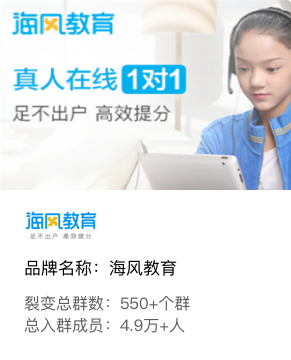 海风教育
真人在线 1对1
足不出户 高效提分
海风教育
足不出户 高效提分
品牌名称：海风教育
裂变总群数：550+个群
总入群成员：4.9万+人